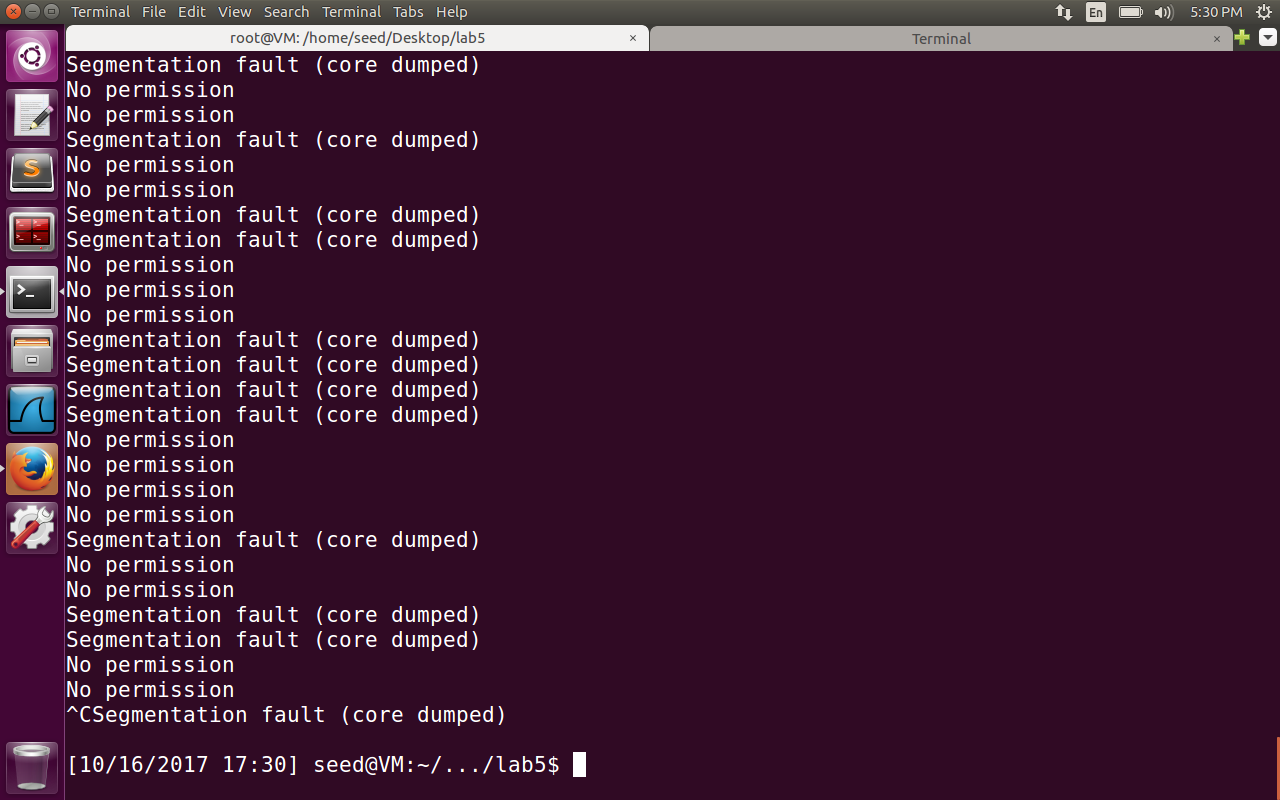 Terminal File Edit View Search Terminal Tabs Help En 5:30 PM
root@VM: /home/seed/Desktop/lab5 × Terminal ×
Segmentation fault (core dumped)
No permission
No permission
Segmentation fault (core dumped)
No permission
No permission
Segmentation fault (core dumped)
Segmentation fault (core dumped)
No permission
No permission
No permission
Segmentation fault (core dumped)
Segmentation fault (core dumped)
Segmentation fault (core dumped)
Segmentation fault (core dumped)
No permission
No permission
No permission
No permission
Segmentation fault (core dumped)
No permission
No permission
Segmentation fault (core dumped)
Segmentation fault (core dumped)
No permission
No permission
^CSegmentation fault (core dumped)
[10/16/2017 17:30] seed@VM:~/.../lab5$